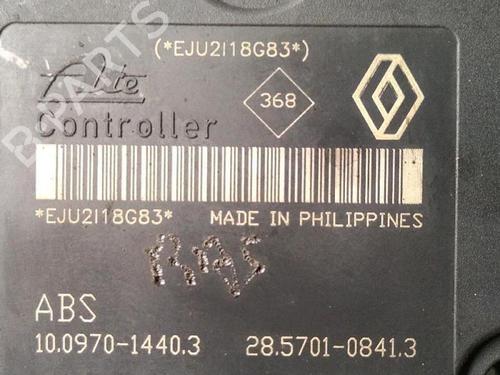 (*EJU2I18G83*)
Ate
368
Controller
*EJU2I18G83* MADE IN PHILIPPINES
ABS
10.0970-1440.3 28.5701-0841.3